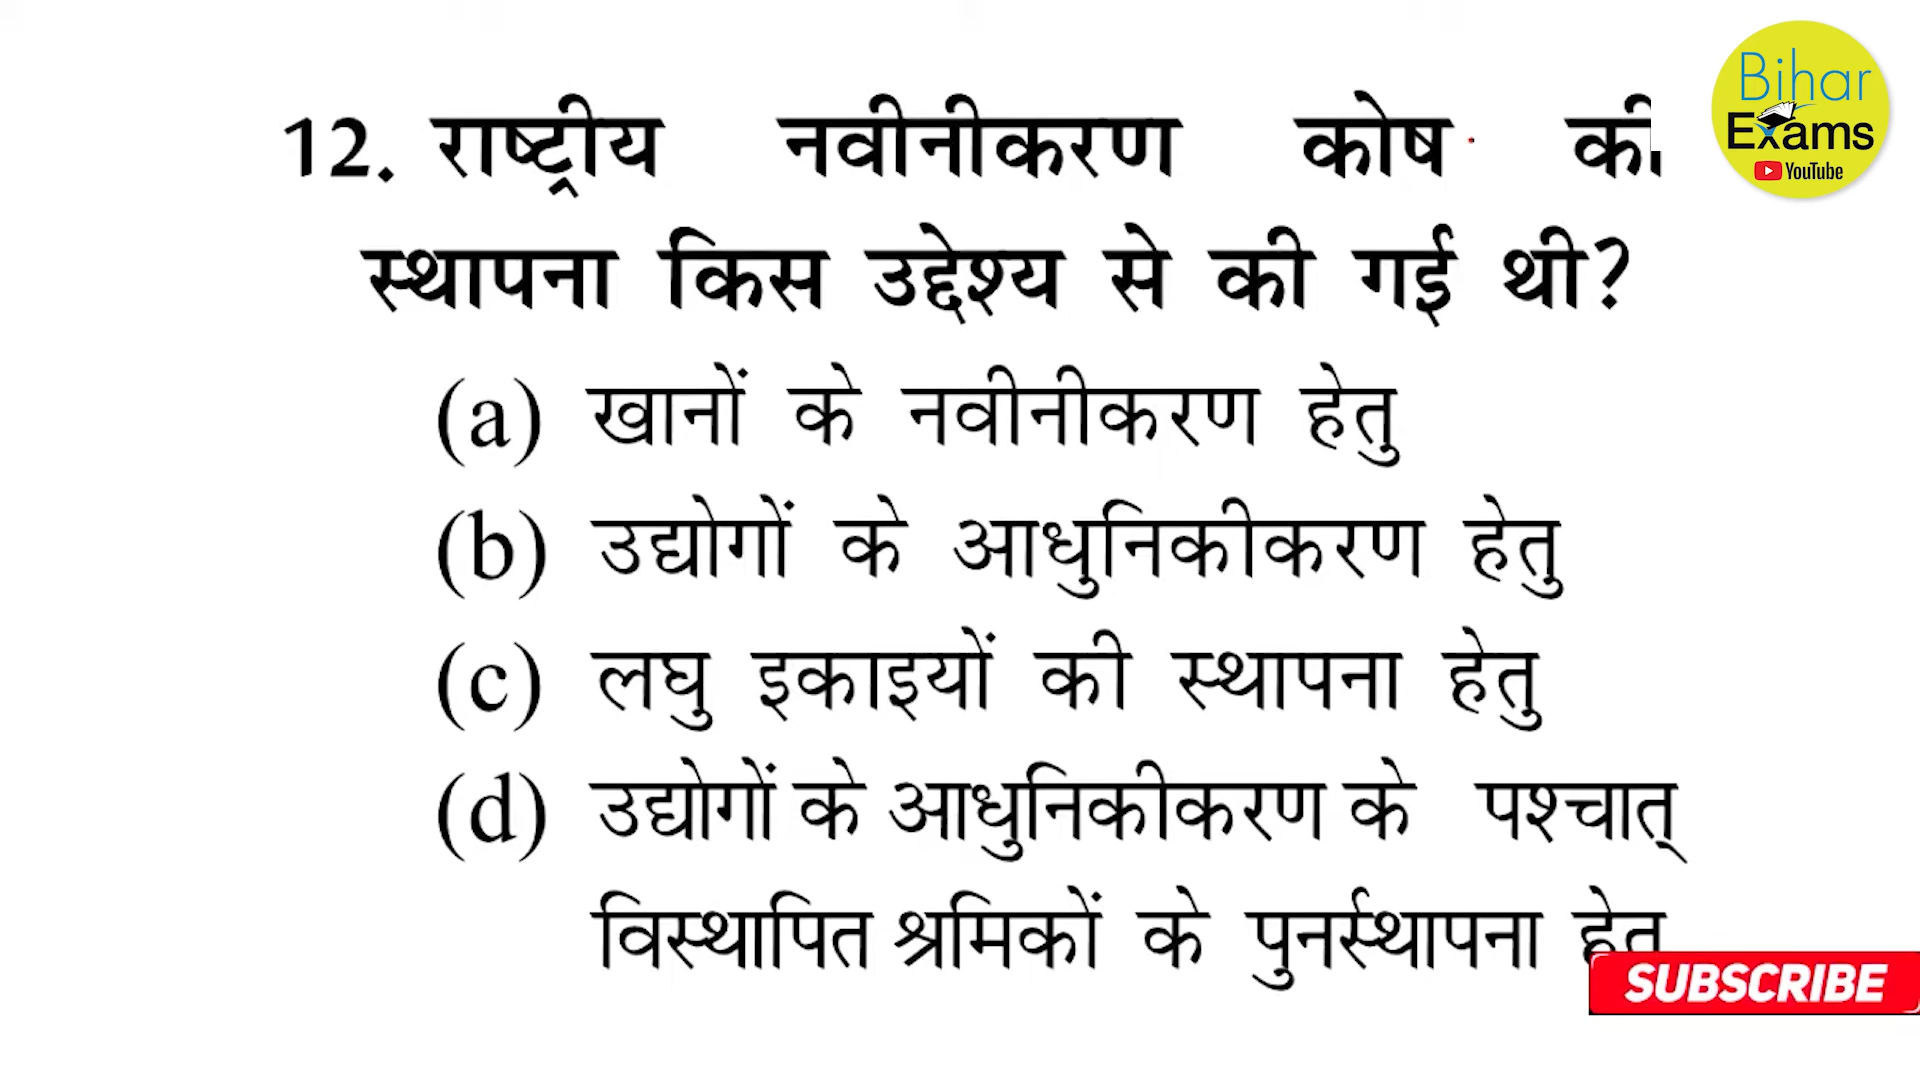 12. राष्ट्रीय नवीनीकरण कोष की
स्थापना किस उद्देश्य से की गई थी?
(a) खानों के नवीनीकरण हेतु
(b) उद्योगों के आधुनिकीकरण हेतु
(c) लघु इकाइयों की स्थापना हेतु
(d) उद्योगों के आधुनिकीकरण के पश्चात्
विस्थापित श्रमिकों के पुनर्स्थापना हेतु
Bihar
Exams
YouTube
SUBSCRIBE